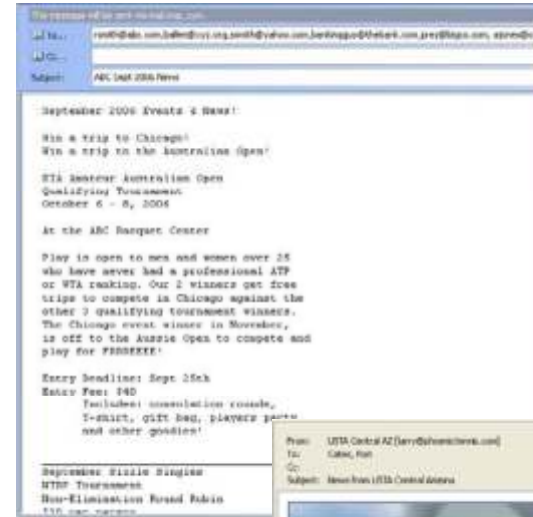 To...
Cc...
Subject: ABC Sept 2006 News
September 2006 Events & News!
Win a trip to Chicago!
Win a trip to the Australian Open!
Amateur Australian Open
Qualifying Tournament
October 6 - 8, 2006
At the ABC Racquet Center
Play is open to men and women over 25
who have never had a professional ATP
or WTA ranking. Our 2 winners get free
trips to compete in Chicago against the
other 3 qualifying tournament winners.
The Chicago event winner in November,
is off to the Aussie Open to compete and
play for FRREEEE!
Entry Deadline: Sept 25th
Entry Fee: $40
Includes: consolation rounds,
T-shirt, gift bag, players party
and other goodies!
From: USTA Central AZ
To:
Cc:
Subject: News from USTA Central Arizona
September Sizzle Singles
NTRP Tournament
Non-Elimination Round Robin